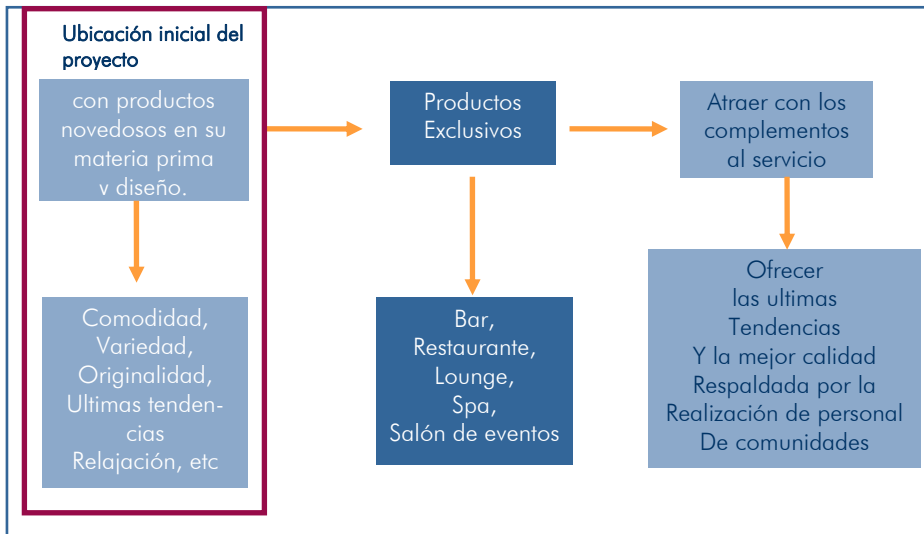 Ubicación inicial del
proyecto
con productos
novedosos en su
materia prima
y diseño.
Comodidad,
Variedad,
Originalidad,
Ultimas tenden-
cias
Relajación, etc
Productos
Exclusivos
Bar,
Restaurante,
Lounge,
Spa,
Salón de eventos
Atraer con los
complementos
al servicio
Ofrecer
las ultimas
Tendencias
Y la mejor calidad
Respaldada por la
Realización de personal
De comunidades